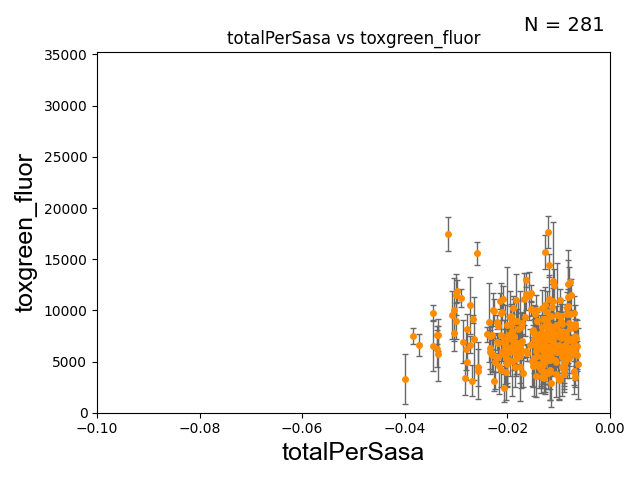 N = 281
totalPerSasa vs toxgreen_fluor
35000
30000
25000
20000
15000
10000
5000
0
toxgreen_fluor
−0.10 −0.08 −0.06 −0.04 −0.02 0.00
totalPerSasa